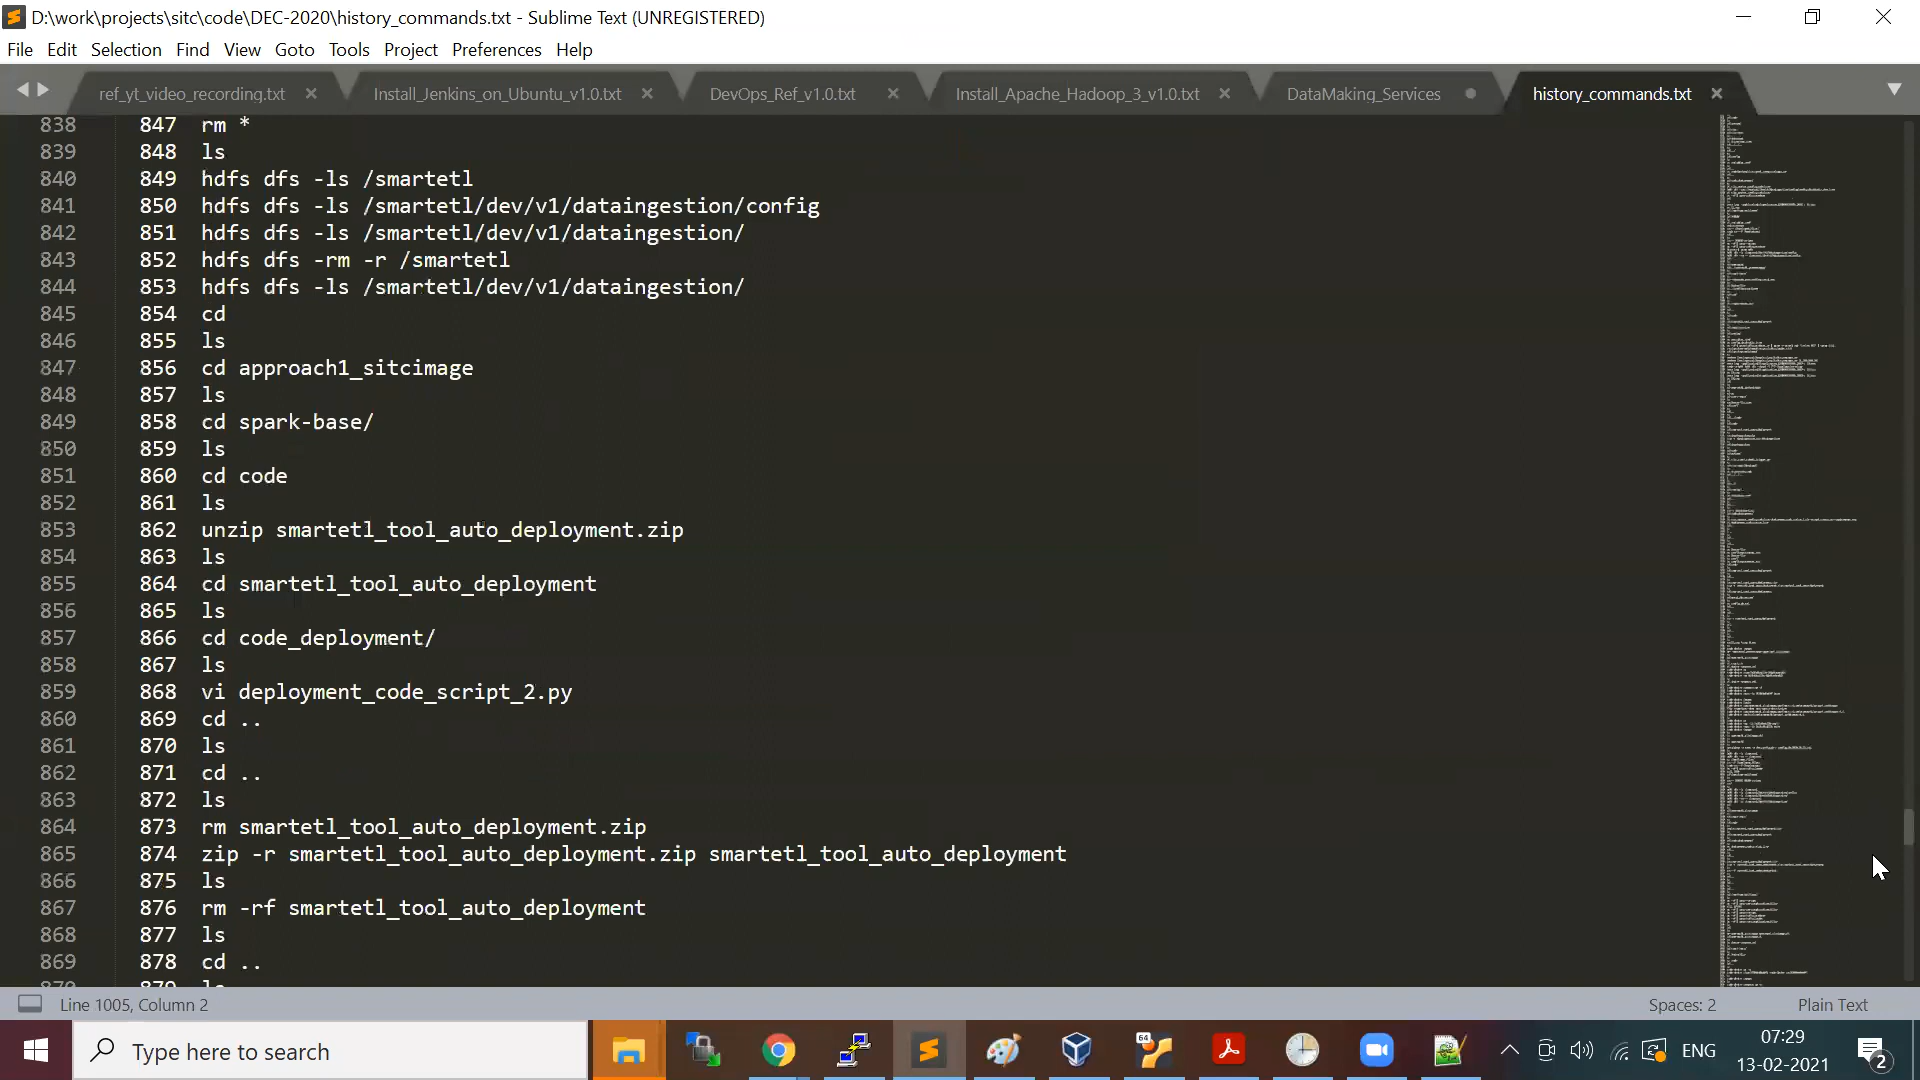 D:\work\projects\sitc\code\DEC-2020\history_commands.txt - Sublime Text (UNREGISTERED)
File Edit Selection Find View Goto Tools Project Preferences Help
ref_yt_video_recording.txt Install_Jenkins_on_Ubuntu_v1.0.txt DevOps_Ref_v1.0.txt Install_Apache_Hadoop_3_v1.0.txt DataMaking_Services history_commands.txt
838 847 rm *
839 848 ls
840 849 hdfs dfs -ls /smartetl
841 850 hdfs dfs -ls /smartetl/dev/v1/dataingestion/config
842 851 hdfs dfs -ls /smartetl/dev/v1/dataingestion/
843 852 hdfs dfs -rm -r /smartetl
844 853 hdfs dfs -ls /smartetl/dev/v1/dataingestion/
845 854 cd
846 855 ls
847 856 cd approach1_sitcimage
848 857 ls
849 858 cd spark-base/
850 859 ls
851 860 cd code
852 861 ls
853 862 unzip smartetl_tool_auto_deployment.zip
854 863 ls
855 864 cd smartetl_tool_auto_deployment
856 865 ls
857 866 cd code_deployment/
858 867 ls
859 868 vi deployment_code_script_2.py
860 869 cd ..
861 870 ls
862 871 cd ..
863 872 ls
864 873 rm smartetl_tool_auto_deployment.zip
865 874 zip -r smartetl_tool_auto_deployment.zip smartetl_tool_auto_deployment
866 875 ls
867 876 rm -rf smartetl_tool_auto_deployment
868 877 ls
869 878 cd ..
870 879 ls
Line 1005, Column 2 Spaces: 2 Plain Text
Type here to search 64 ENG 07:29
13-02-2021 2